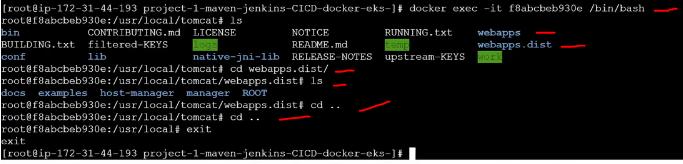 [root@ip-172-31-44-193 project-1-maven-jenkins-CICD-docker-eks-]# docker exec -it f8abcbeb930e /bin/bash
root@f8abcbeb930e:/usr/local/tomcat# ls
bin CONTRIBUTING.md LICENSE NOTICE RUNNING.txt webapps
BUILDING.txt filtered-KEYS logs README.md temp webapps.dist
conf lib native-jni-lib RELEASE-NOTES upstream-KEYS work
root@f8abcbeb930e:/usr/local/tomcat# cd webapps.dist/
root@f8abcbeb930e:/usr/local/tomcat/webapps.dist# ls
docs examples host-manager manager ROOT
root@f8abcbeb930e:/usr/local/tomcat/webapps.dist# cd ..
root@f8abcbeb930e:/usr/local/tomcat# cd ..
root@f8abcbeb930e:/usr/local# exit
exit
[root@ip-172-31-44-193 project-1-maven-jenkins-CICD-docker-eks-]#